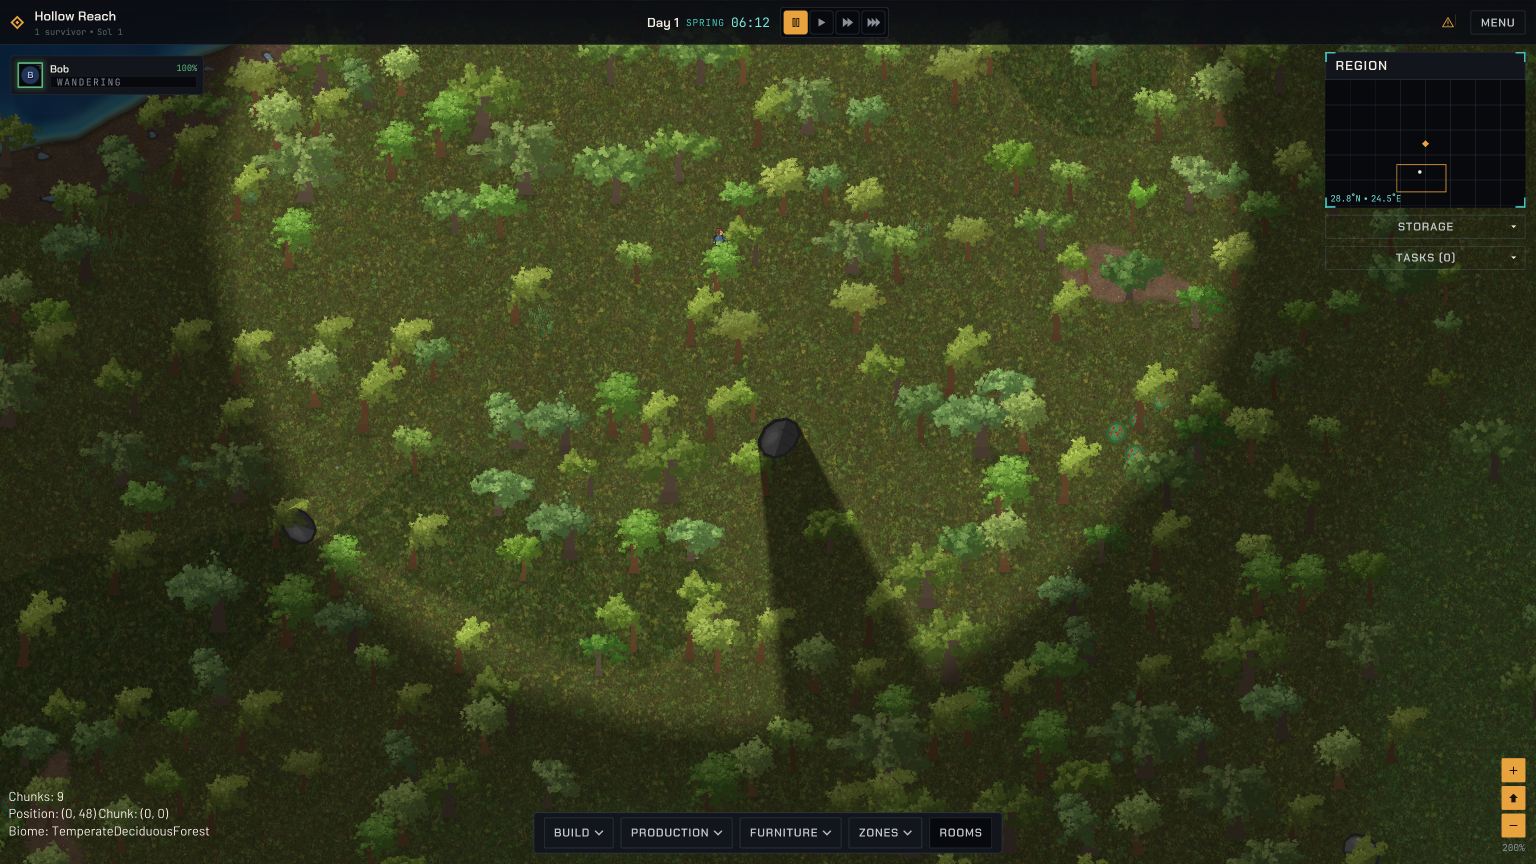 Hollow Reach
1 survivor • Sol 1
Day 1 SPRING 06:12
MENU
B
Bob 100%
WANDERING
REGION
28.8°N • 24.5°E
STORAGE
TASKS (0)
Chunks: 9
Position: (0, 48) Chunk: (0, 0)
Biome: TemperateDeciduousForest
BUILD
PRODUCTION
FURNITURE
ZONES
ROOMS
+
−
200%